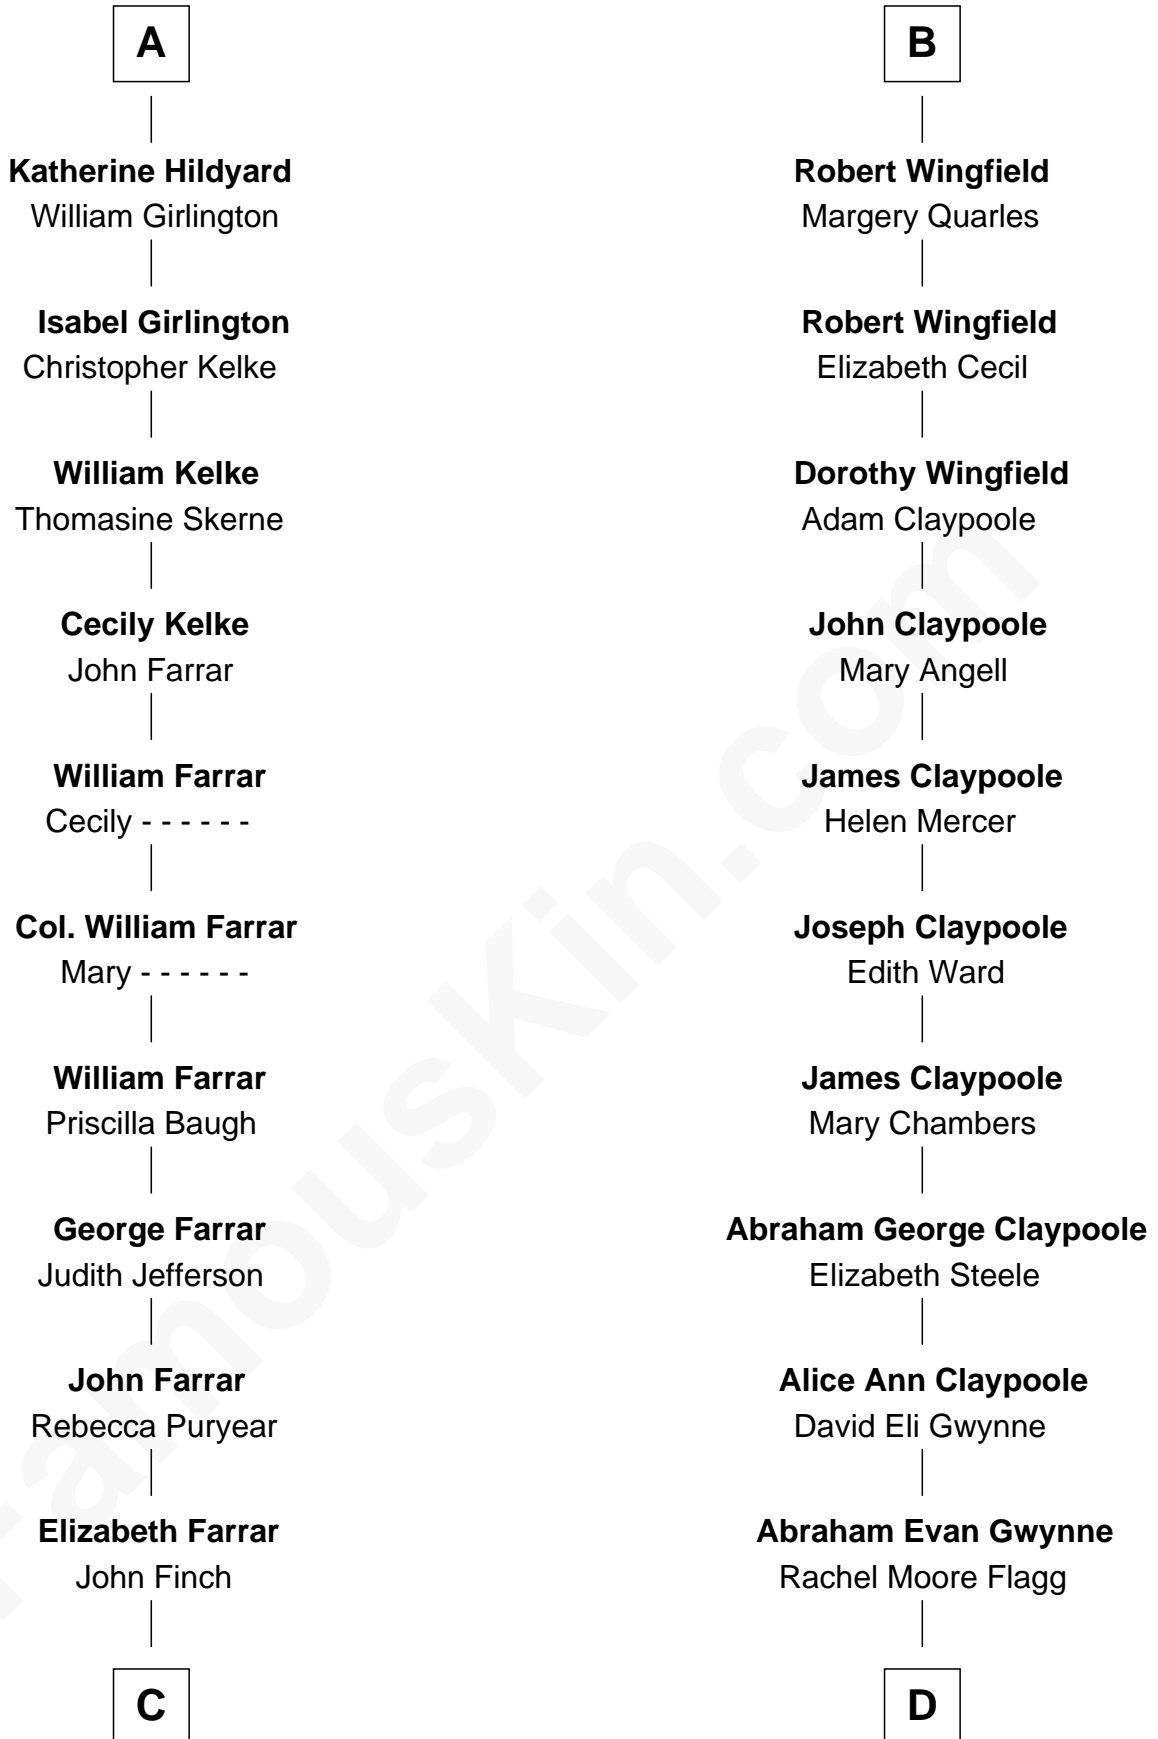 A
Katherine Hildyard
William Girlington
Isabel Girlington
Christopher Kelke
William Kelke
Thomasine Skerne
Cecily Kelke
John Farrar
William Farrar
Cecily - - - - - -
Col. William Farrar
Mary - - - - - -
William Farrar
Priscilla Baugh
George Farrar
Judith Jefferson
John Farrar
Rebecca Puryear
Elizabeth Farrar
John Finch
C
B
Robert Wingfield
Margery Quarles
Robert Wingfield
Elizabeth Cecil
Dorothy Wingfield
Adam Claypoole
John Claypoole
Mary Angell
James Claypoole
Helen Mercer
Joseph Claypoole
Edith Ward
James Claypoole
Mary Chambers
Abraham George Claypoole
Elizabeth Steele
Alice Ann Claypoole
David Eli Gwynne
Abraham Evan Gwynne
Rachel Moore Flagg
D
FamousKin.com